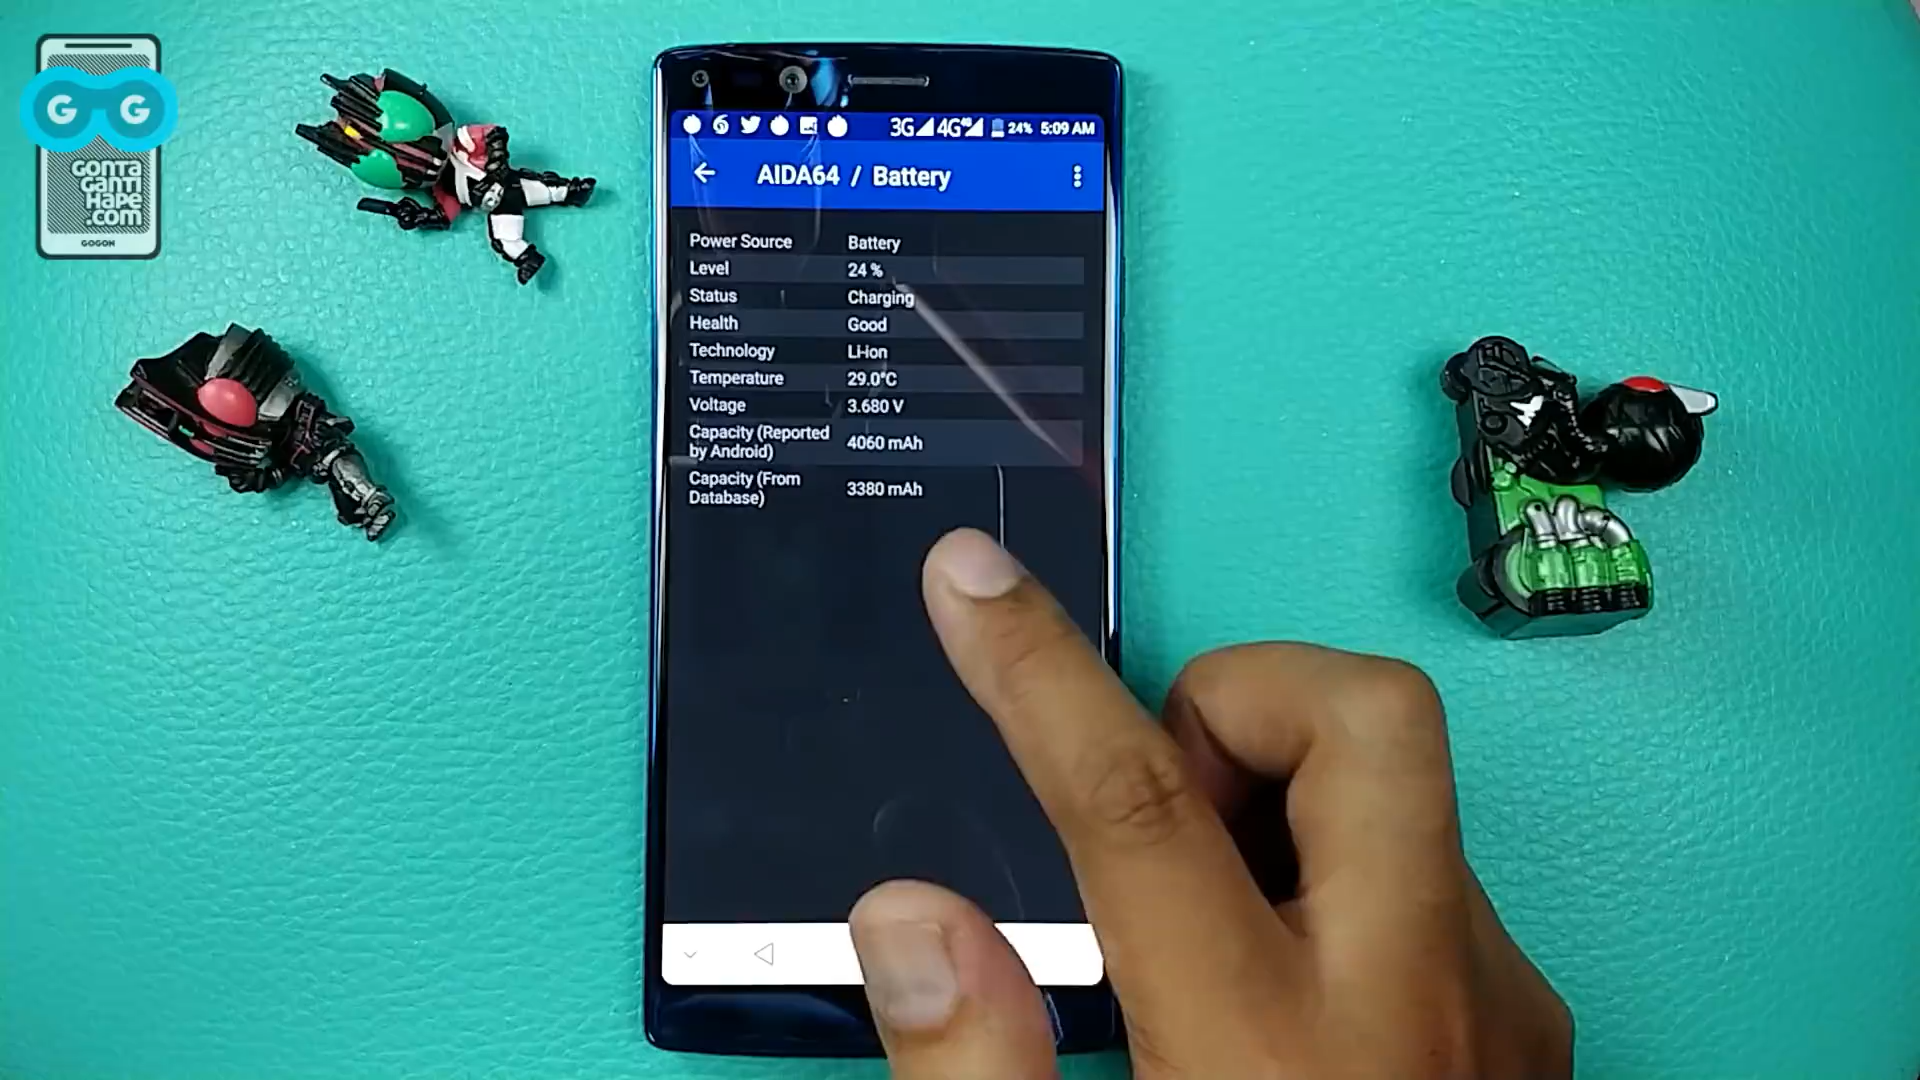 G G
GONTA
GANTI
HAPE
.COM
GOGON
3G 4G 24% 5:09 AM
AIDA64 / Battery
Power Source Battery
Level 24 %
Status Charging
Health Good
Technology Li-ion
Temperature 29.0°C
Voltage 3.680 V
Capacity (Reported by Android) 4060 mAh
Capacity (From Database) 3380 mAh